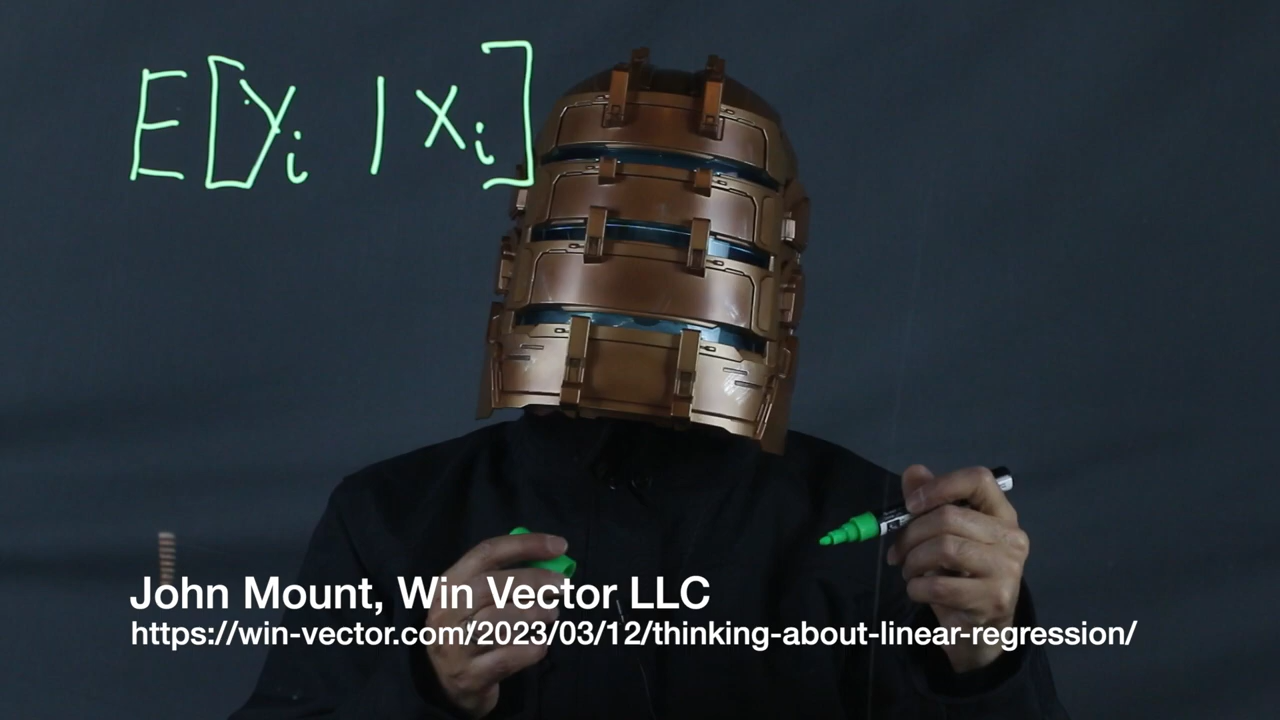 E[yi | xi]
John Mount, Win Vector LLC
https://win-vector.com/2023/03/12/thinking-about-linear-regression/